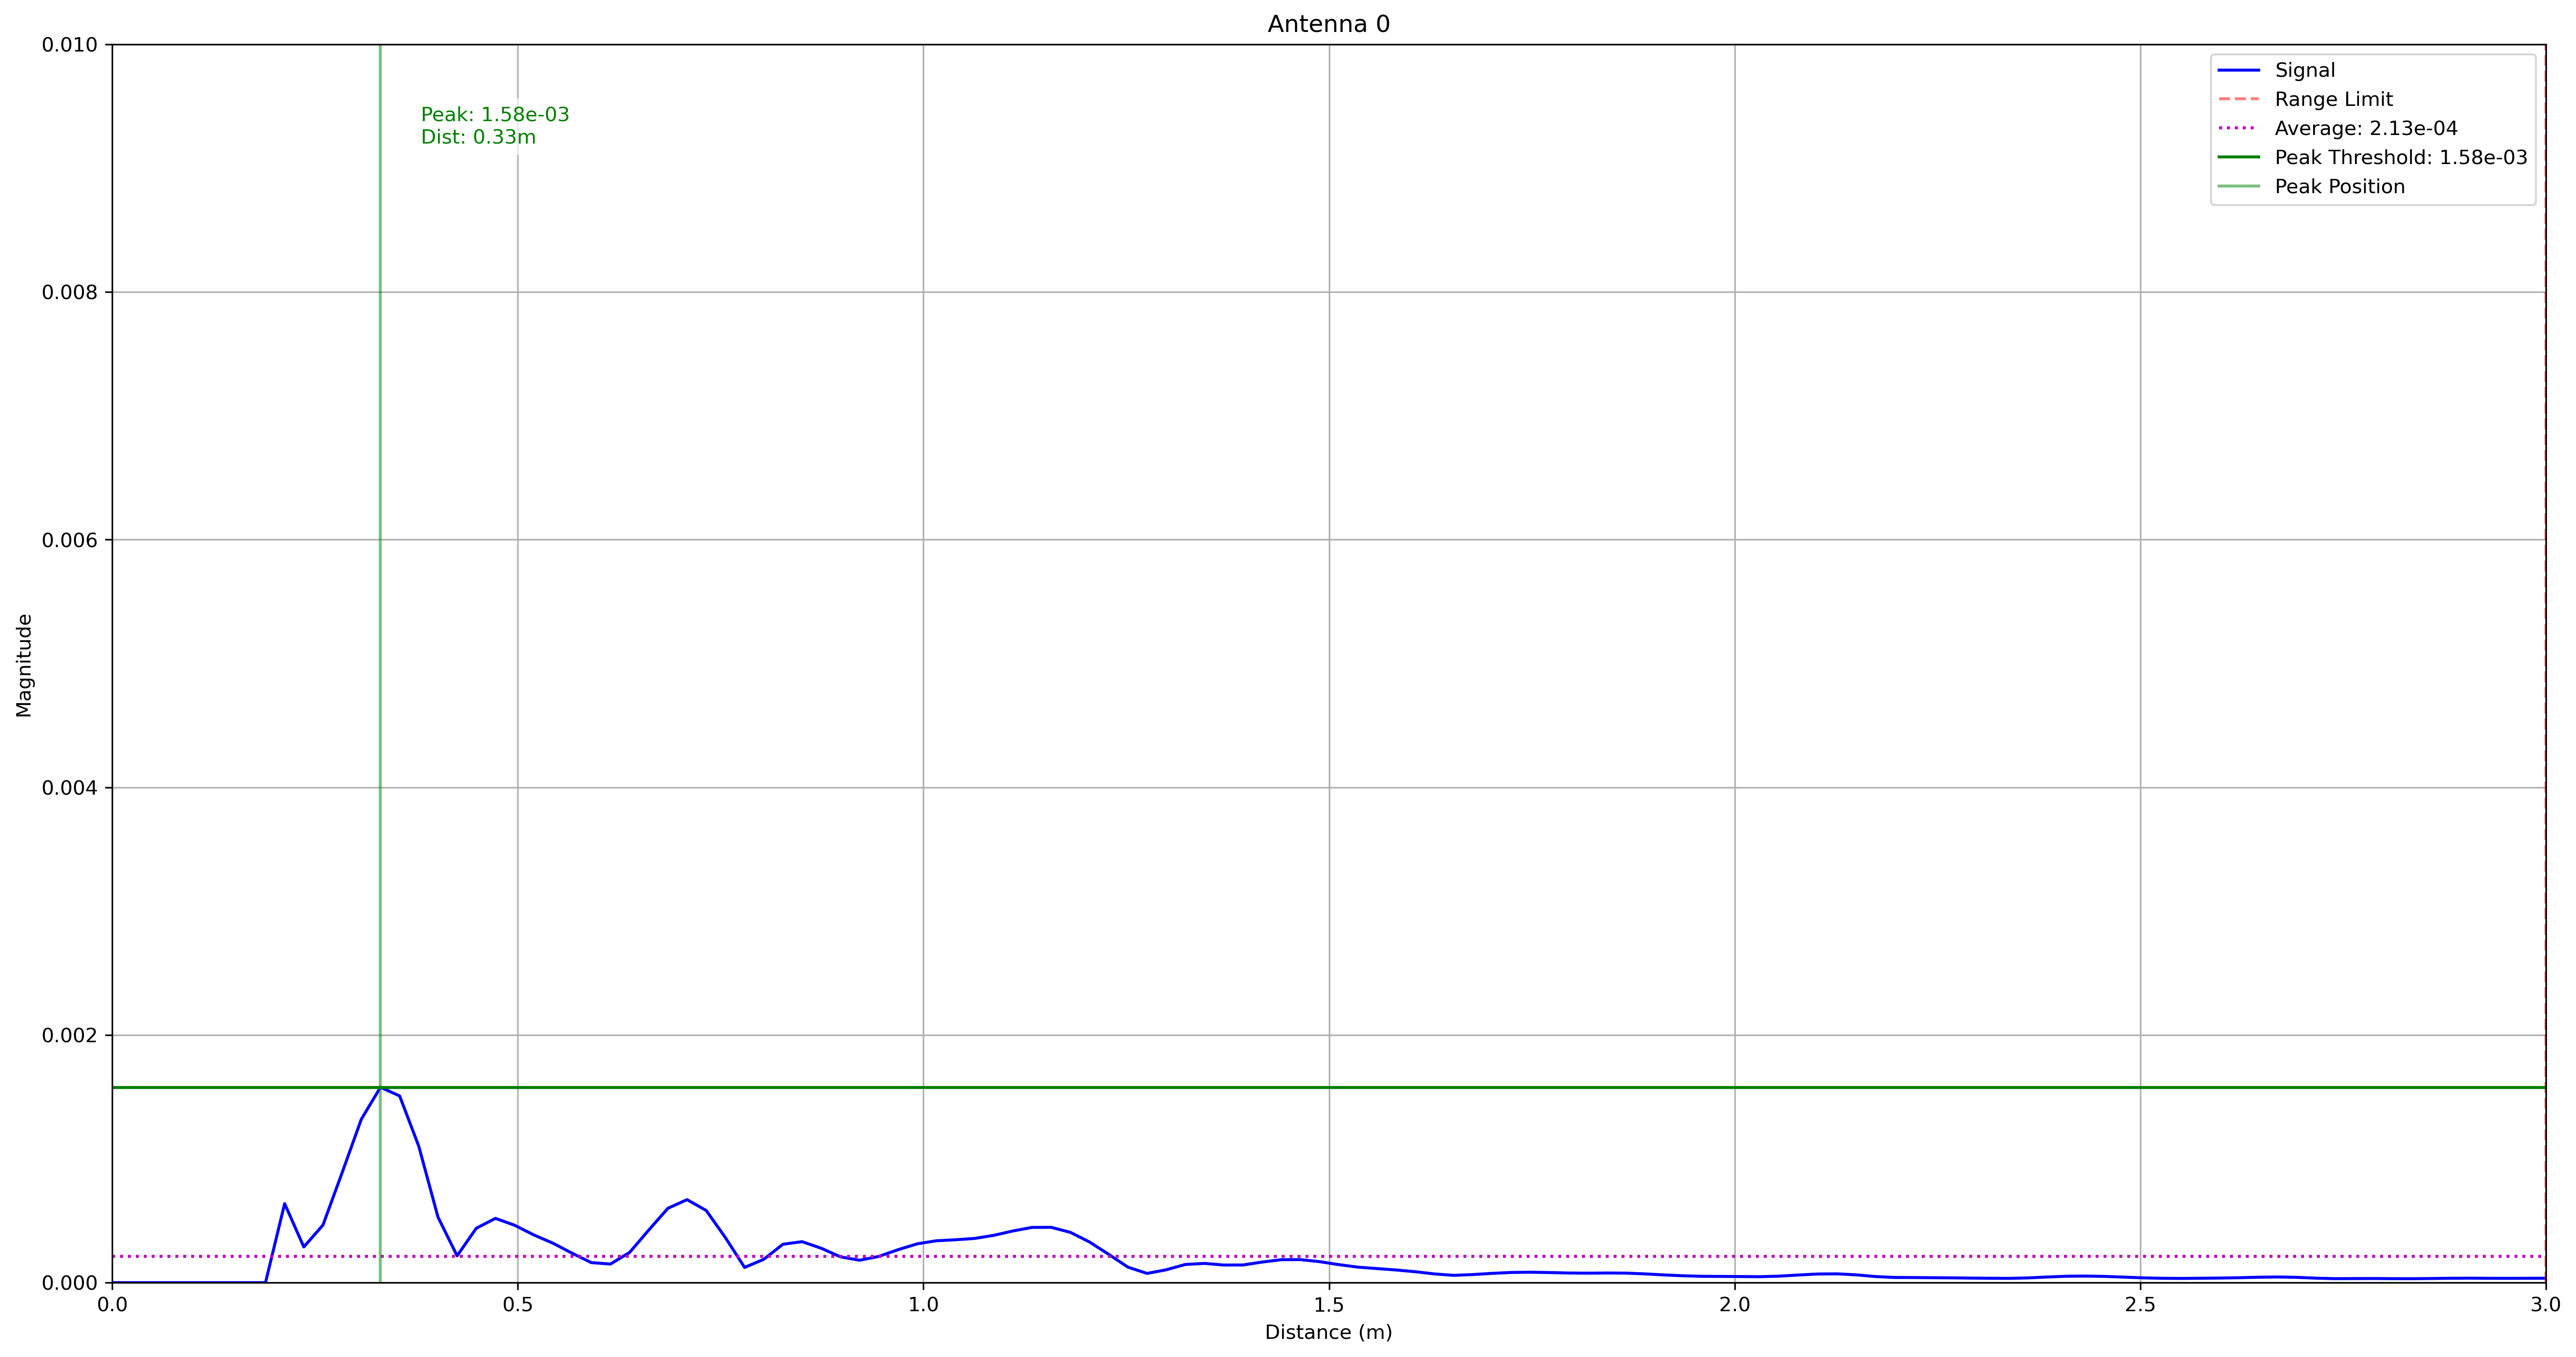 Antenna 0
0.010
0.008
0.006
0.004
0.002
0.000
Magnitude
Peak: 1.58e-03
Dist: 0.33m
Signal
Range Limit
Average: 2.13e-04
Peak Threshold: 1.58e-03
Peak Position
0.0 0.5 1.0 1.5 2.0 2.5 3.0
Distance (m)